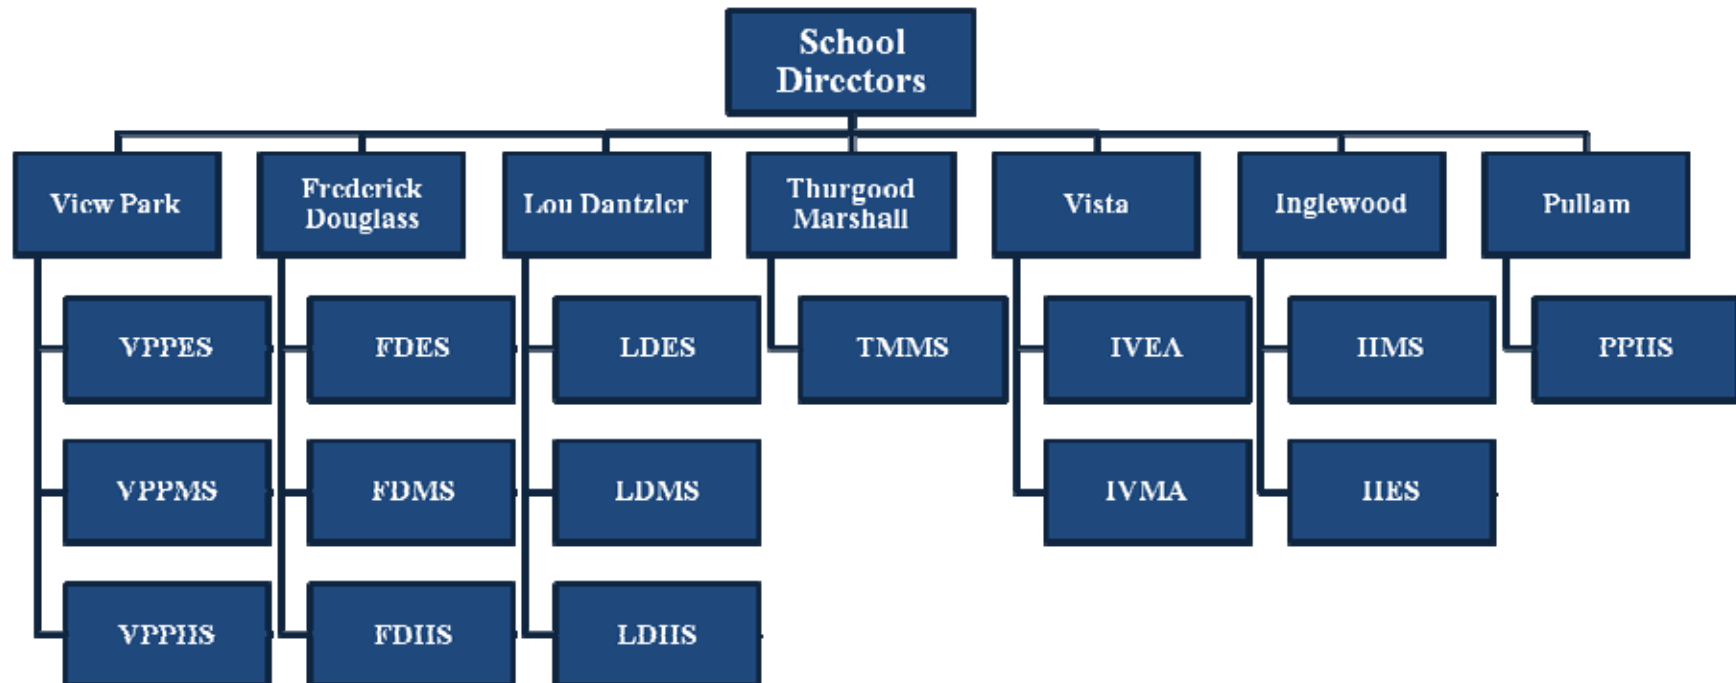 School
Directors
View Park
Frederick
Douglass
Lou Dantzler
Thurgood
Marshall
Vista
Inglewood
Pullam
VPPES
FDES
LDES
TMMS
IVEA
IIMS
PPHS
VPPMS
FDMS
LDMS
IVMA
IIES
VPPHS
FDHS
LDHS